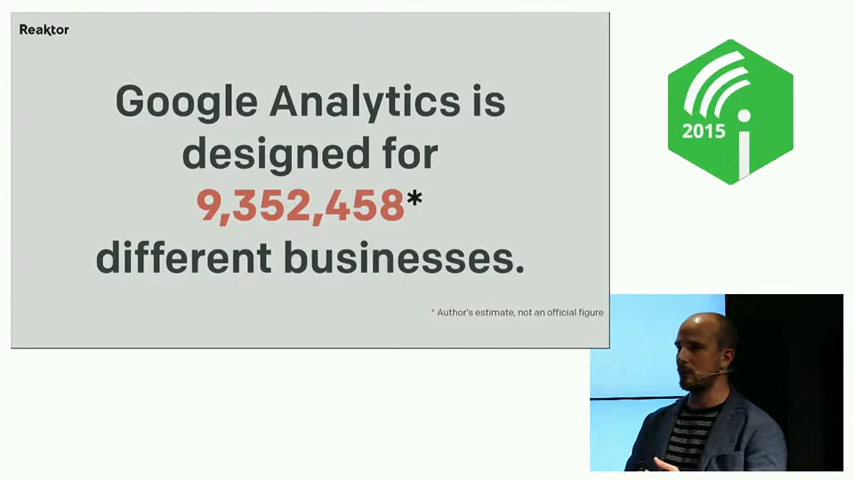 Reaktor
Google Analytics is
designed for
9,352,458*
different businesses.
* Author's estimate, not an official figure
2015
i